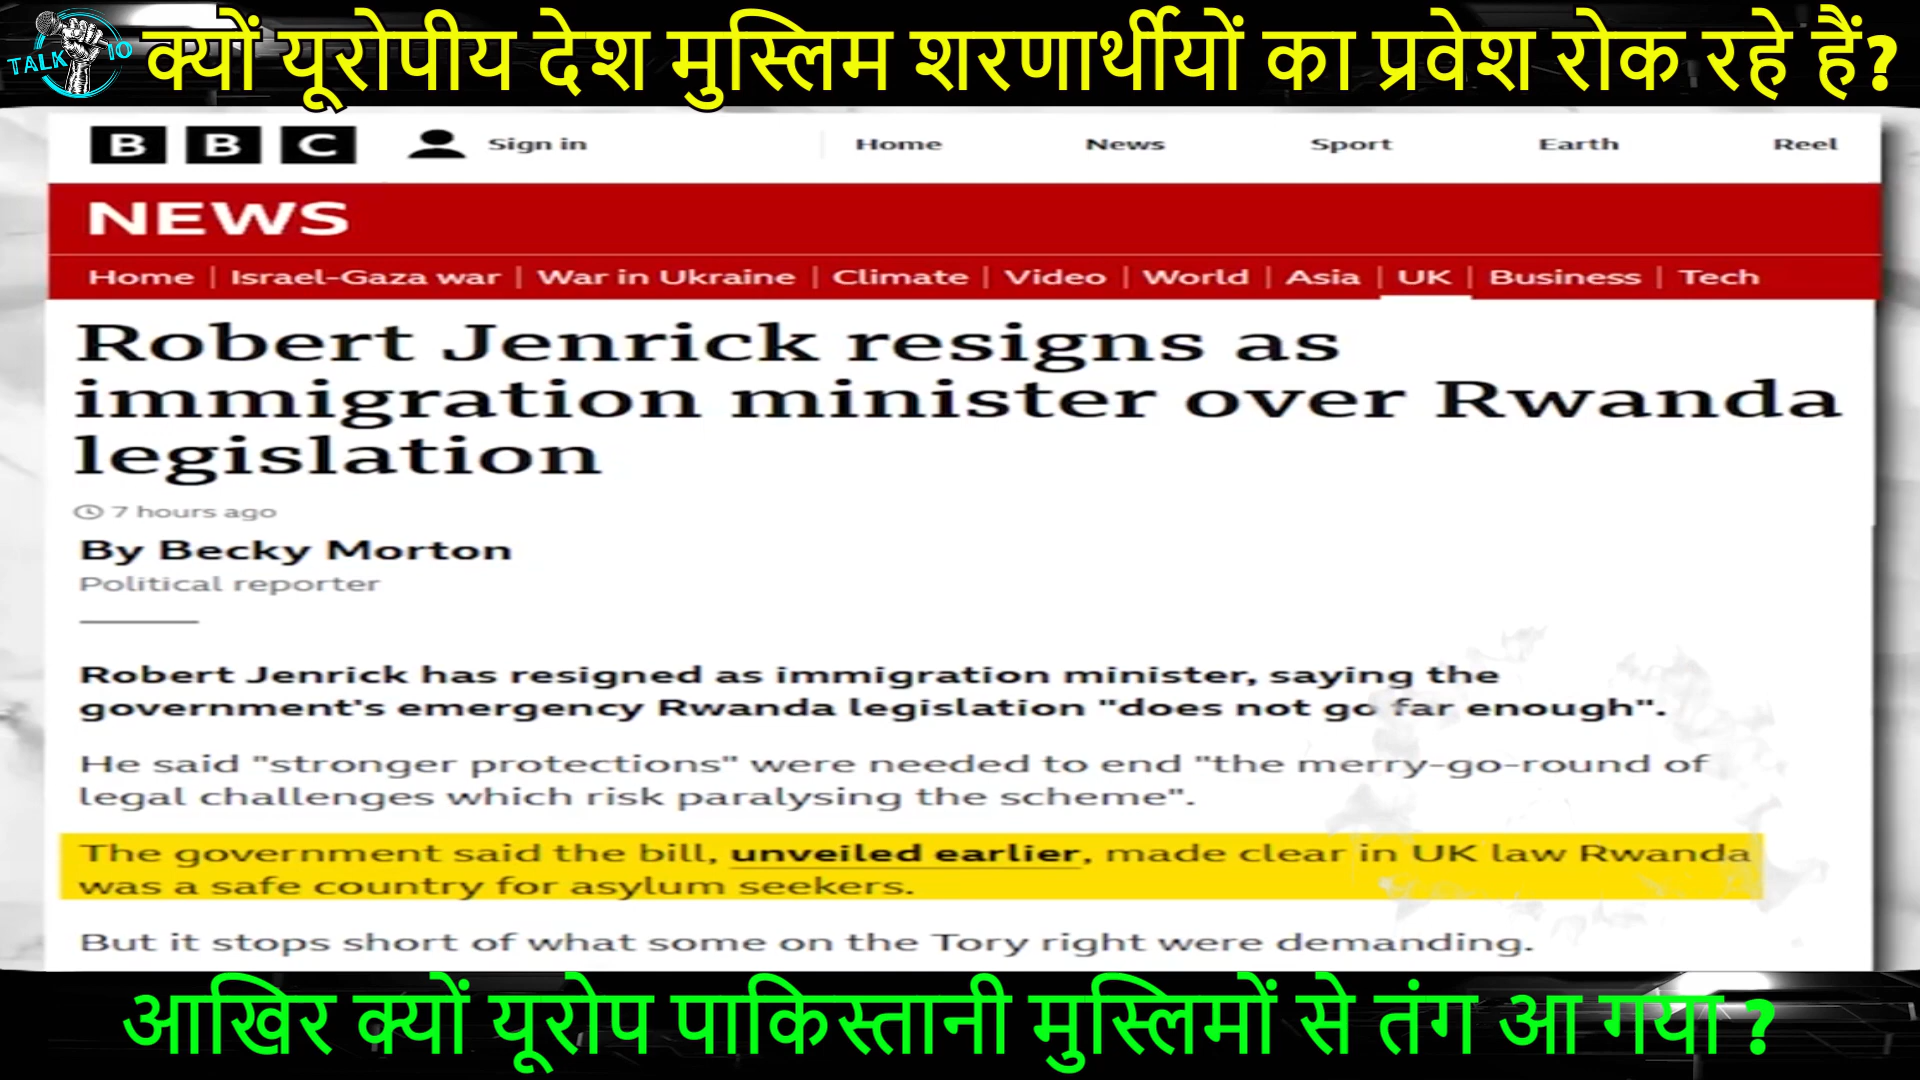 TALK 10
क्यों यूरोपीय देश मुस्लिम शरणार्थीयों का प्रवेश रोक रहे हैं?
BBC Sign in Home News Sport Earth Reel
NEWS
Home | Israel-Gaza war | War in Ukraine | Climate | Video | World | Asia | UK | Business | Tech
Robert Jenrick resigns as
immigration minister over Rwanda
legislation
7 hours ago
By Becky Morton
Political reporter
Robert Jenrick has resigned as immigration minister, saying the
government's emergency Rwanda legislation "does not go far enough".
He said "stronger protections" were needed to end "the merry-go-round of
legal challenges which risk paralysing the scheme".
The government said the bill, unveiled earlier, made clear in UK law Rwanda
was a safe country for asylum seekers.
But it stops short of what some on the Tory right were demanding.
आखिर क्यों यूरोप पाकिस्तानी मुस्लिमों से तंग आ गया ?